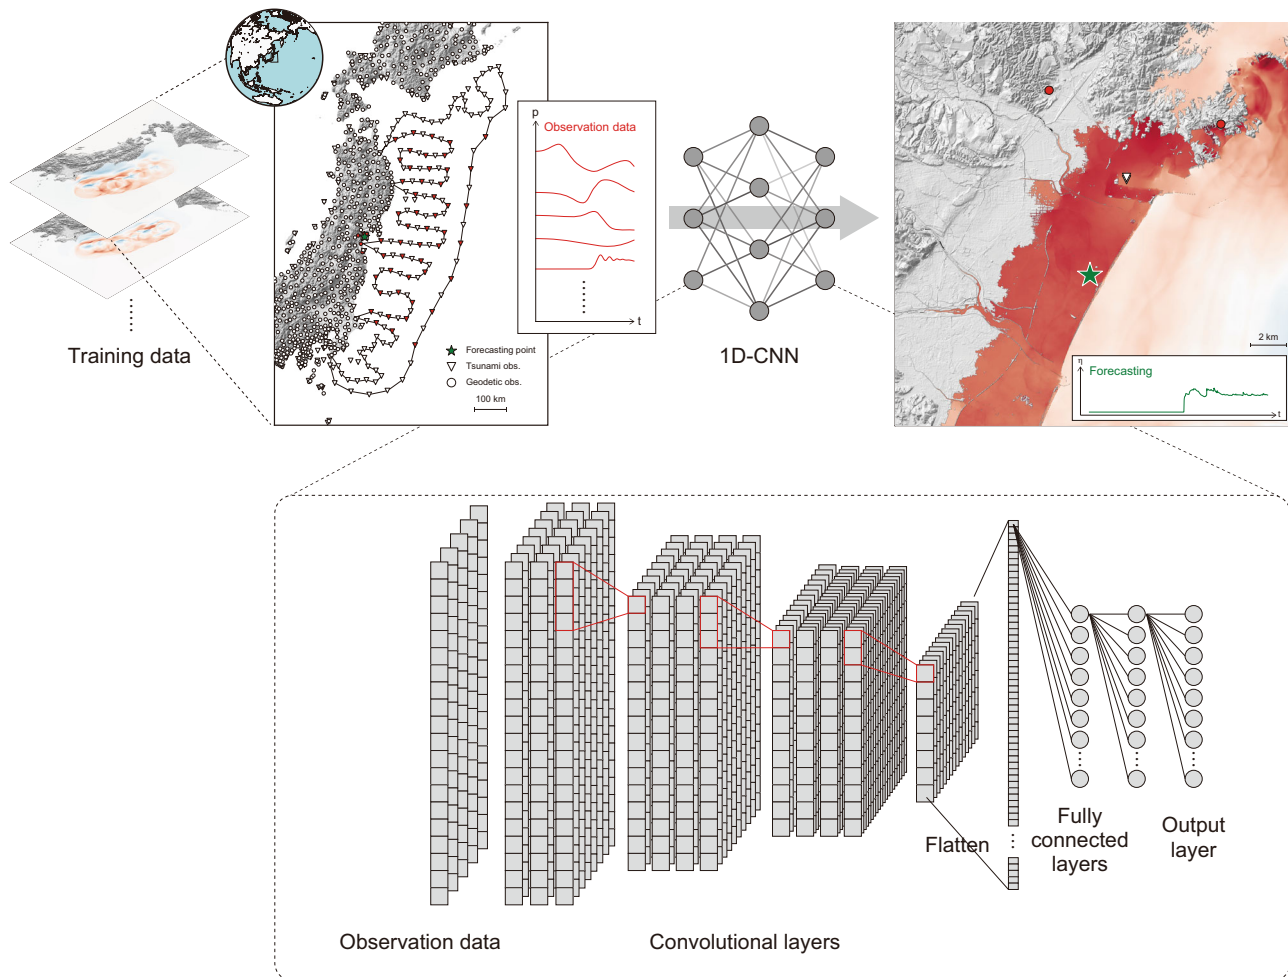 Training data
Forecasting point
Tsunami obs.
Geodetic obs.
100 km
p
Observation data
t
1D-CNN
2 km
η
Forecasting
t
Observation data
Convolutional layers
Flatten
Fully
connected
layers
Output
layer